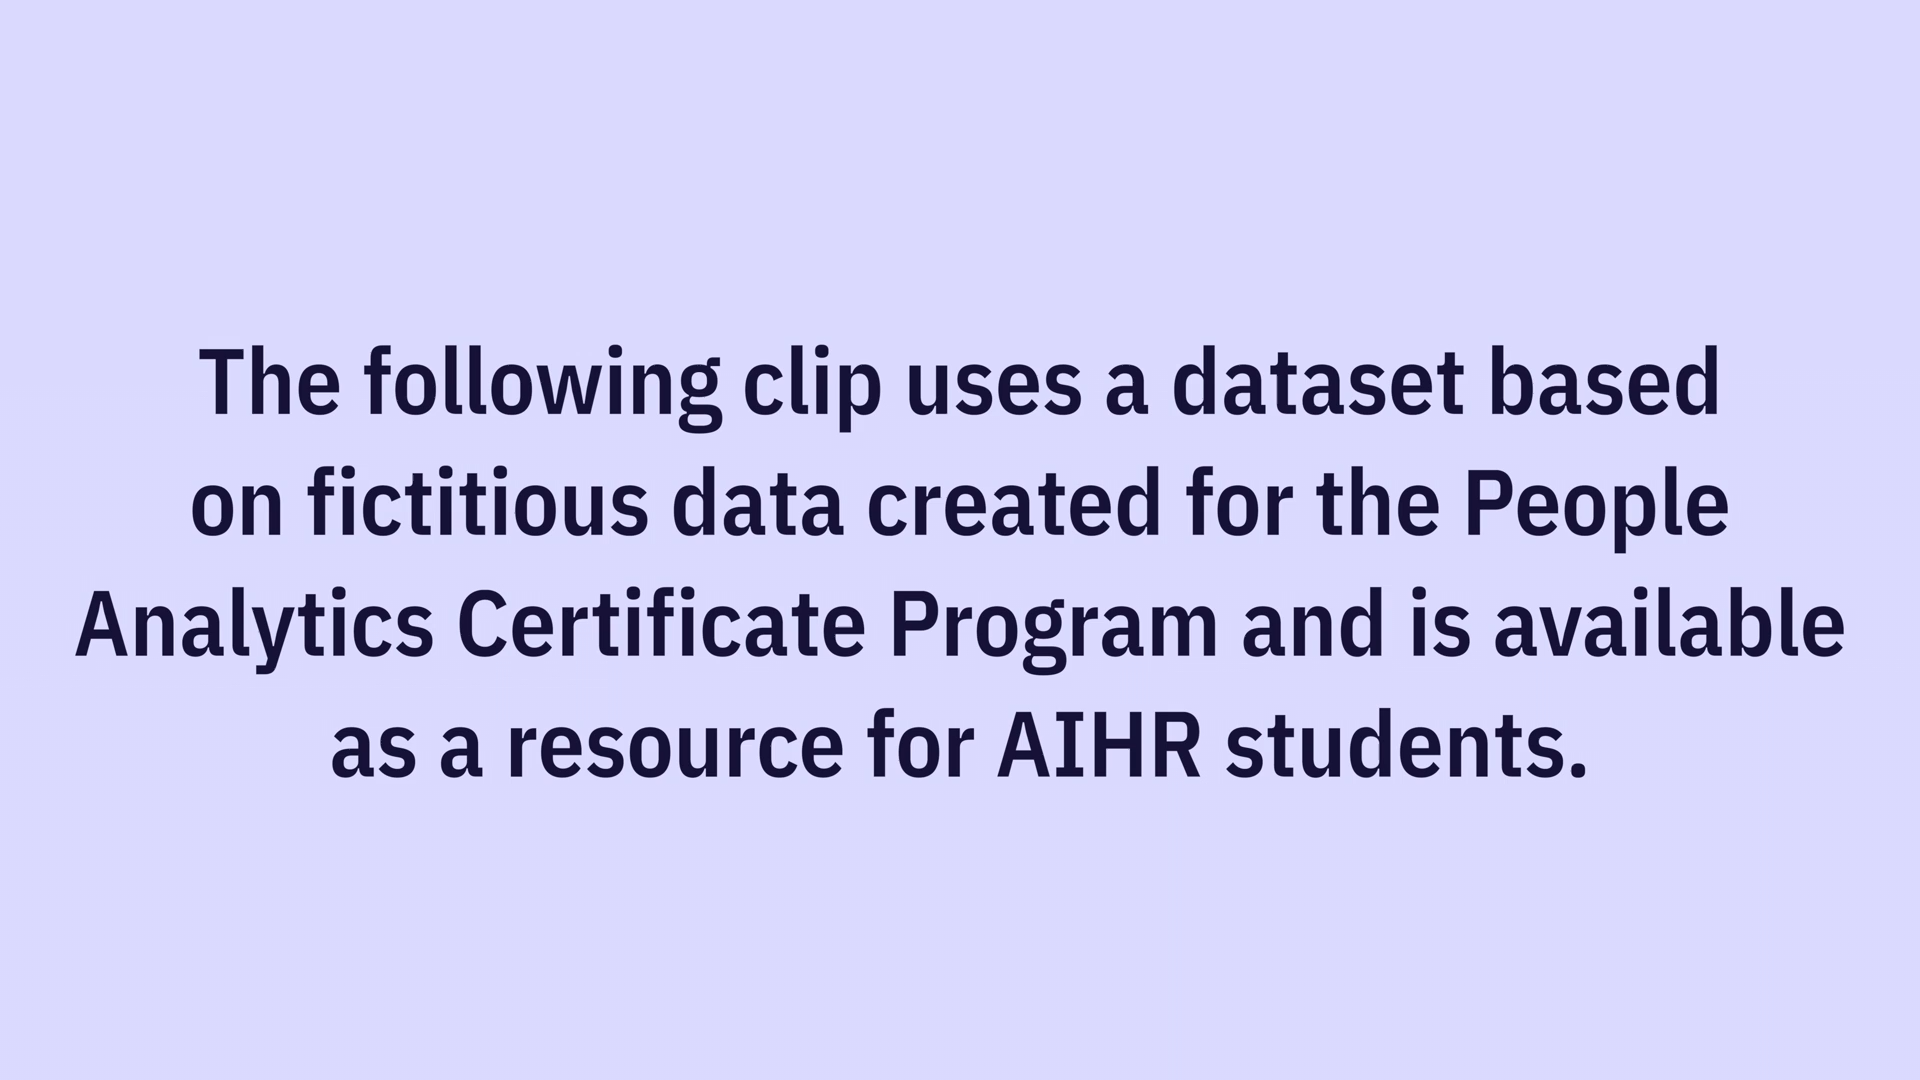 The following clip uses a dataset based
on fictitious data created for the People
Analytics Certificate Program and is available
as a resource for AIHR students.